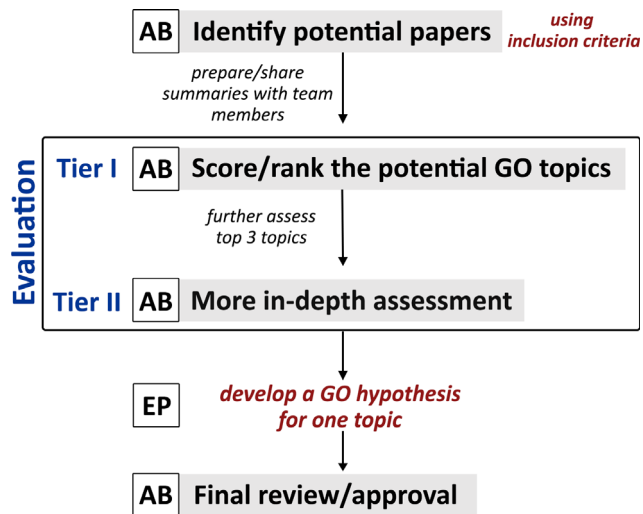 AB Identify potential papers
using
inclusion criteria
prepare/share
summaries with team
members
Evaluation
Tier I AB Score/rank the potential GO topics
further assess
top 3 topics
Tier II AB More in-depth assessment
EP develop a GO hypothesis
for one topic
AB Final review/approval